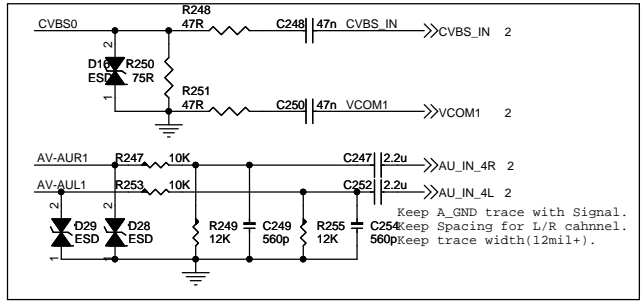 R248
CVBS0 47R C248 47n CVBS_IN CVBS_IN 2
2
D16 R250
ESD 75R
1
R251
47R C250 47n VCOM1 VCOM1 2
AV-AUR1 R247 10K C247 2.2u AU_IN_4R 2
AV-AUL1 R253 10K C252 2.2u AU_IN_4L 2
Keep A_GND trace with Signal.
2 2
D29 D28 R249 C249 R255 C254 Keep Spacing for L/R cahnnel.
ESD ESD 12K 560p 12K 560p Keep trace width(12mil+).
1 1